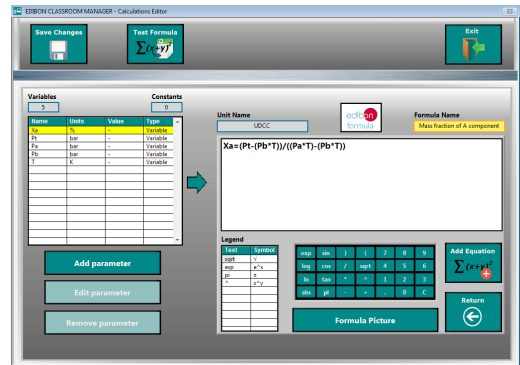 EDIBON CLASSROOM MANAGER - Calculations Editor
Save Changes
Test Formula
∑(x+y)²
Exit
Variables
Constants
5
0
Name Units Value Type
Xa % - Variable
Pt bar - Variable
Pa bar - Variable
Pb bar - Variable
T K - Variable
Add parameter
Edit parameter
Remove parameter
Unit Name
UDCC
edibon
formula
Formula Name
Mass fraction of A component
Xa=(Pt-(Pb*T))/((Pa*T)-(Pb*T))
Legend
Text Symbol
sqrt √
exp e^x
pi π
^ x^y
exp sin ) ( 7 8 9
log cos / sqrt 4 5 6
ln tan * ^ 1 2 3
abs pi - + . 0 C
Formula Picture
Add Equation
∑(x+y)²
Return